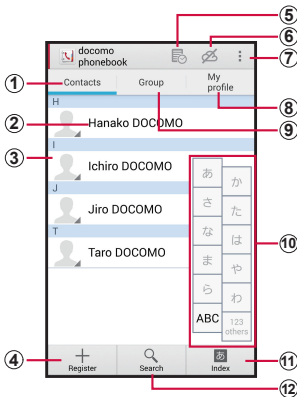 ⑤
⑥
docomo
phonebook
⑦
① Contacts Group My
profile ⑧
⑨
H
② Hanako DOCOMO
I
③ Ichiro DOCOMO
J
Jiro DOCOMO
T
Taro DOCOMO
あ か
さ た
な は
ま や
ら わ
ABC 123
others
⑩
④ Register Search あ
Index ⑪
⑫